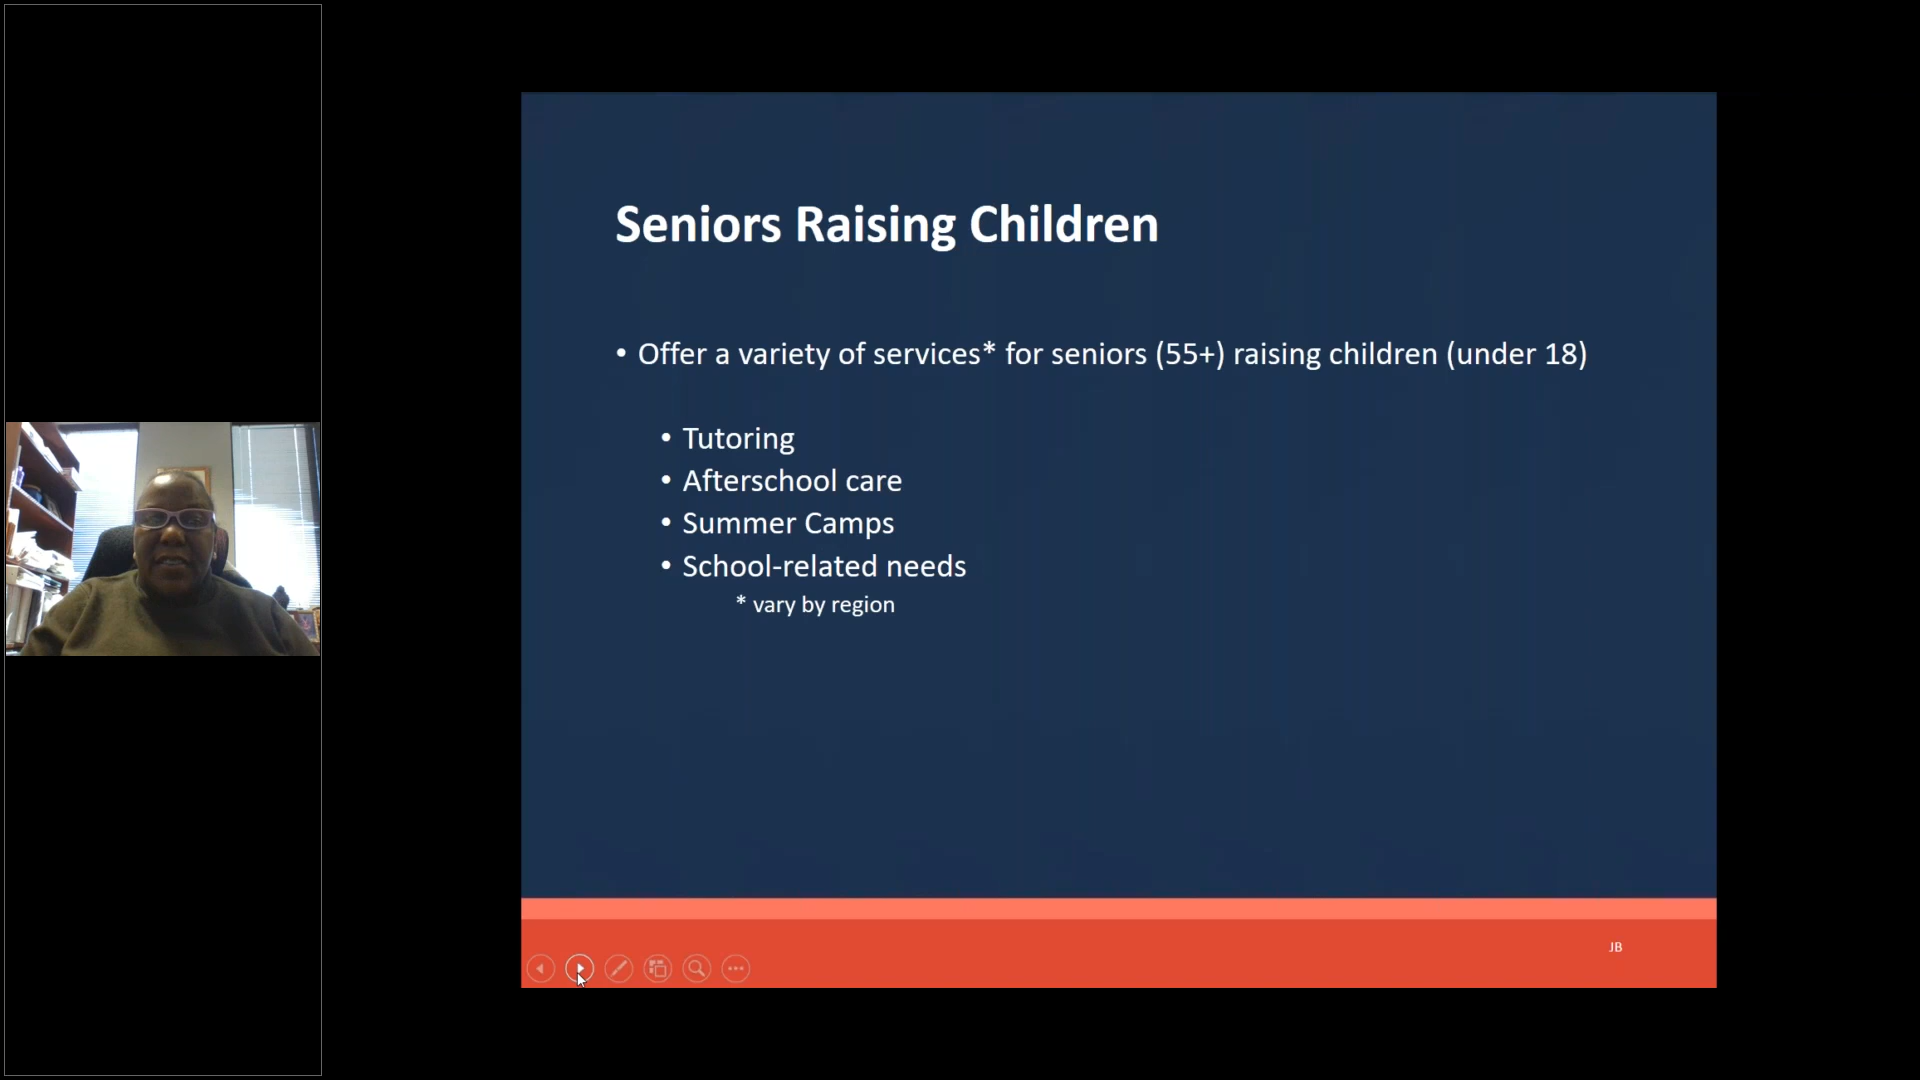 Seniors Raising Children
• Offer a variety of services* for seniors (55+) raising children (under 18)
• Tutoring
• Afterschool care
• Summer Camps
• School-related needs
* vary by region
JB